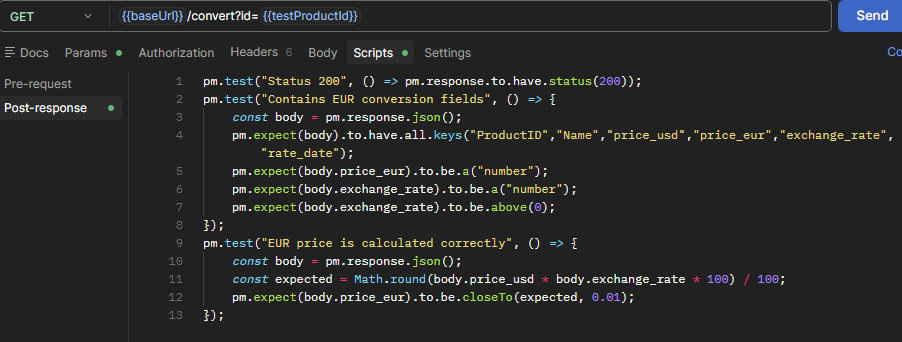 GET {{baseUrl}} /convert?id= {{testProductId}} Send
Docs Params Authorization Headers 6 Body Scripts Settings Co
Pre-request
Post-response
1 pm.test("Status 200", () => pm.response.to.have.status(200));
2 pm.test("Contains EUR conversion fields", () => {
3 const body = pm.response.json();
4 pm.expect(body).to.have.all.keys("ProductID","Name","price_usd","price_eur","exchange_rate",
"rate_date");
5 pm.expect(body.price_eur).to.be.a("number");
6 pm.expect(body.exchange_rate).to.be.a("number");
7 pm.expect(body.exchange_rate).to.be.above(0);
8 });
9 pm.test("EUR price is calculated correctly", () => {
10 const body = pm.response.json();
11 const expected = Math.round(body.price_usd * body.exchange_rate * 100) / 100;
12 pm.expect(body.price_eur).to.be.closeTo(expected, 0.01);
13 });